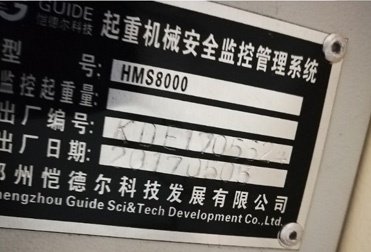 GUIDE
恺德尔科技
起重机械安全监控管理系统
型 号: HMS8000
监控起重量:
出厂编号:
出厂日期: 20170505
郑州恺德尔科技发展有限公司
Zhengzhou Guide Sci&Tech Development Co.,Ltd.